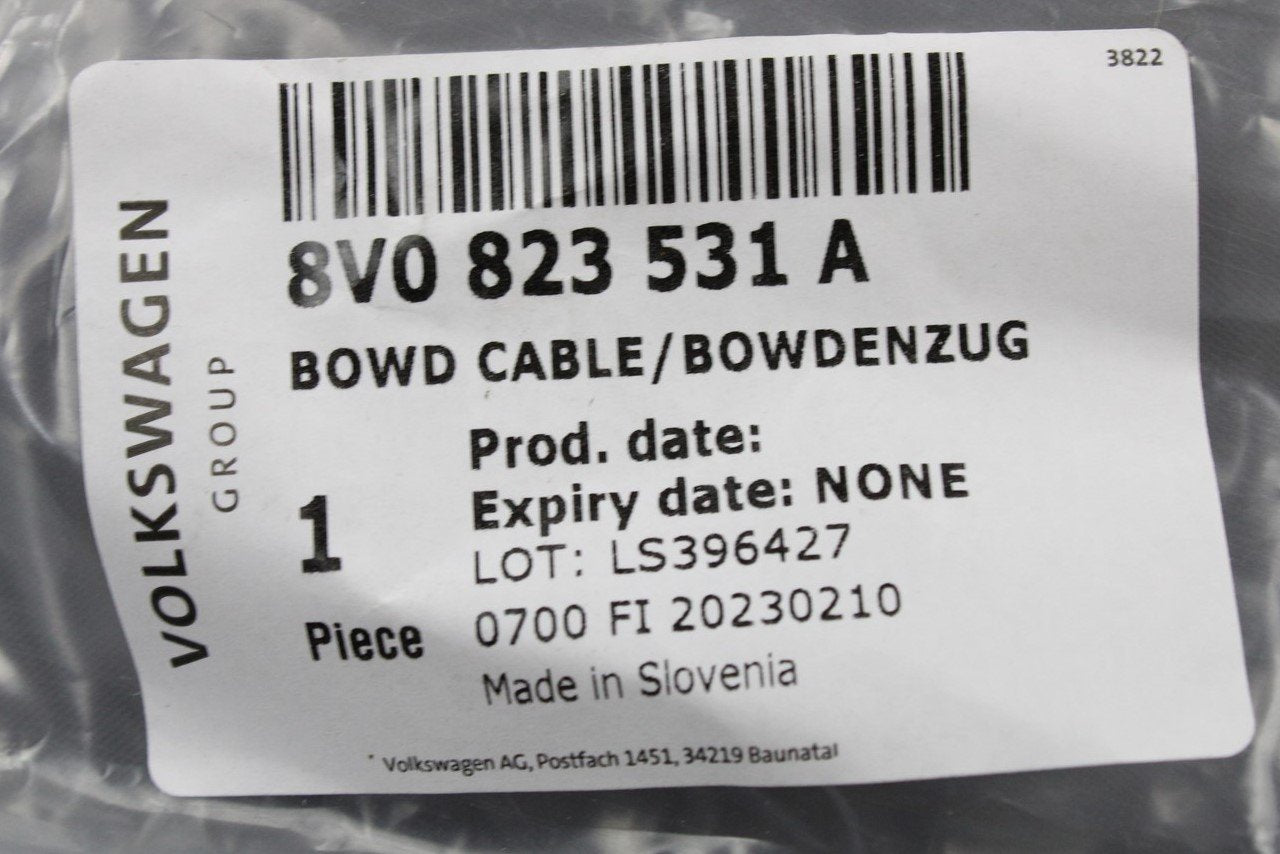 3822
8V0 823 531 A
BOWD CABLE/BOWDENZUG
Prod. date:
Expiry date: NONE
LOT: LS396427
1
Piece
0700 FI 20230210
Made in Slovenia
* Volkswagen AG, Postfach 1451, 34219 Baunatal
VOLKSWAGEN
GROUP